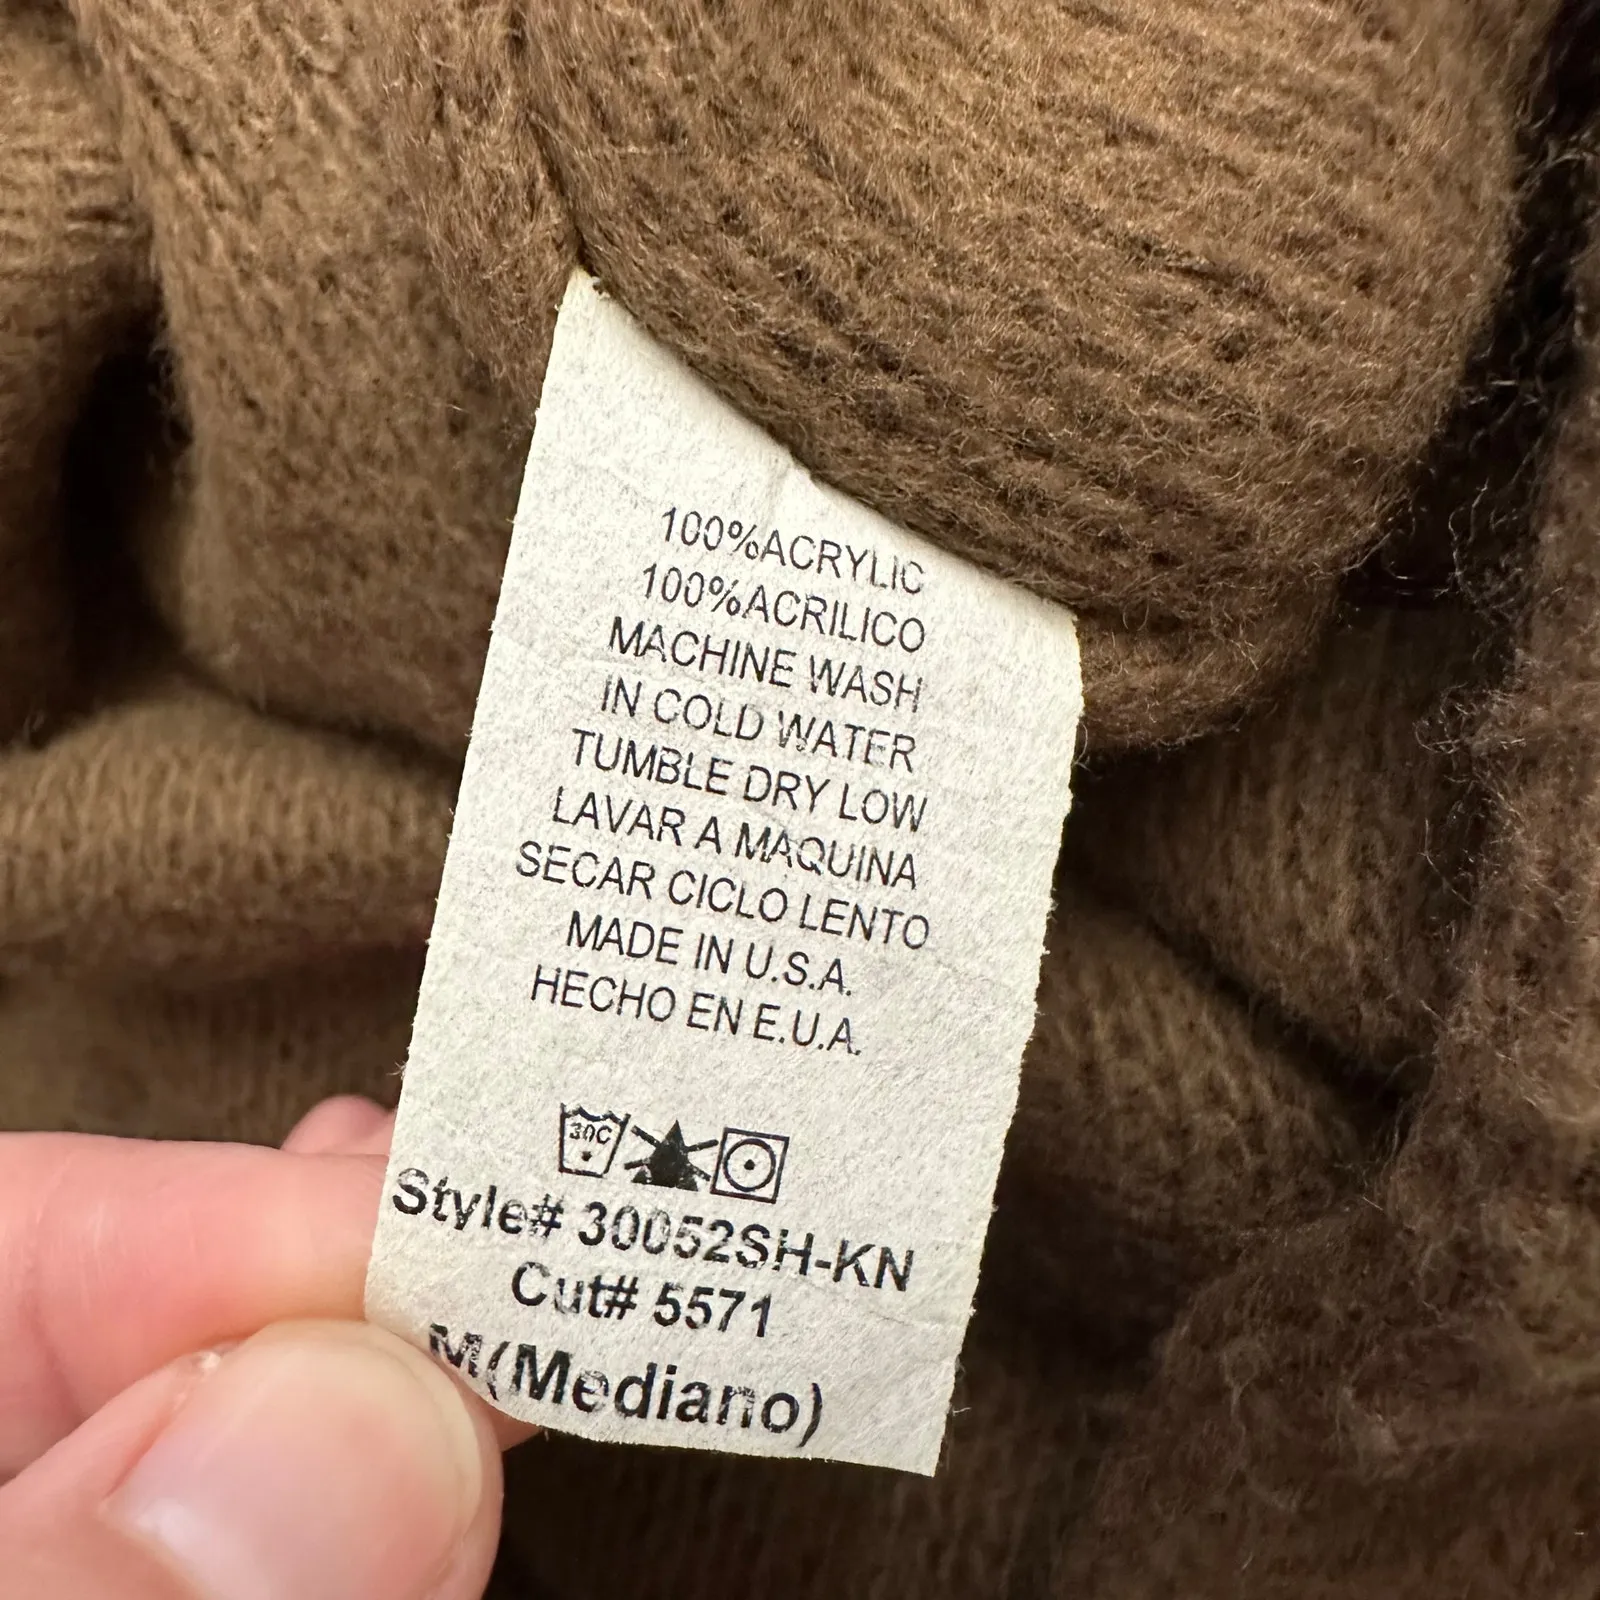 100%ACRYLIC
100%ACRILICO
MACHINE WASH
IN COLD WATER
TUMBLE DRY LOW
LAVAR A MAQUINA
SECAR CICLO LENTO
MADE IN U.S.A.
HECHO EN E.U.A.
30C
Style# 30052SH-KN
Cut# 5571
M(Mediano)